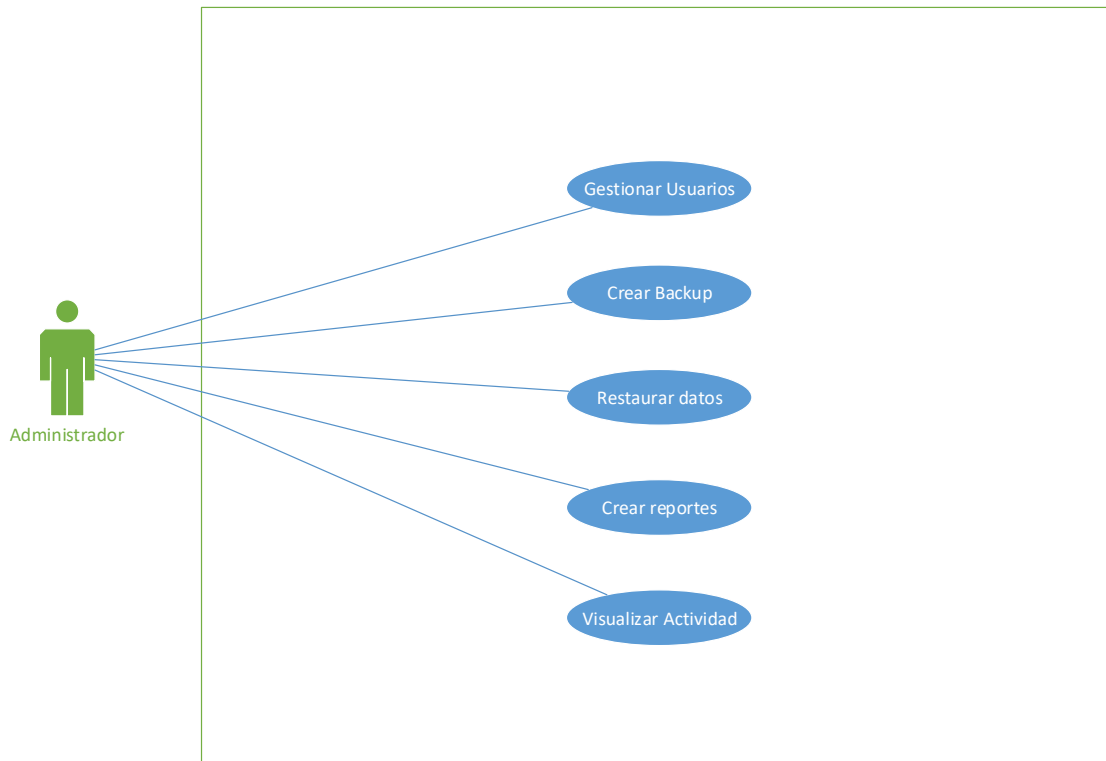 Gestionar Usuarios
Crear Backup
Restaurar datos
Administrador
Crear reportes
Visualizar Actividad